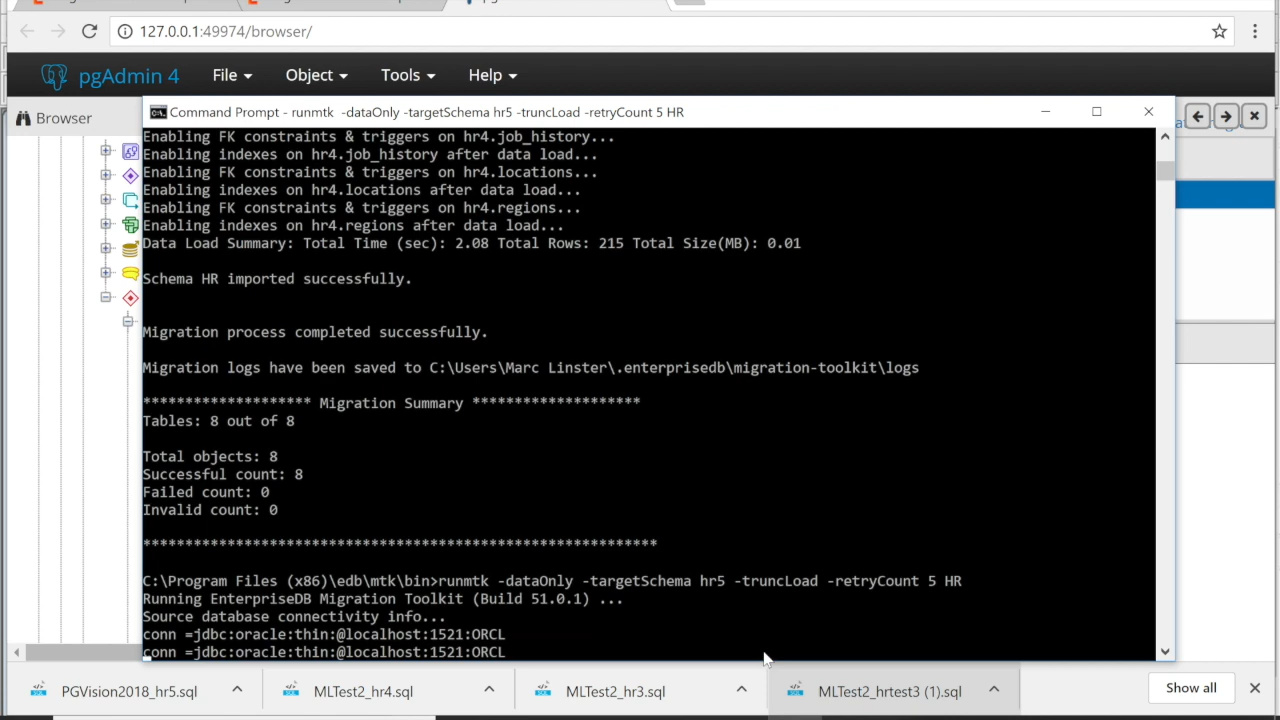 127.0.0.1:49974/browser/
pgAdmin 4 File Object Tools Help
Browser
Command Prompt - runmtk -dataOnly -targetSchema hr5 -truncLoad -retryCount 5 HR
Enabling FK constraints & triggers on hr4.job_history...
Enabling indexes on hr4.job_history after data load...
Enabling FK constraints & triggers on hr4.locations...
Enabling indexes on hr4.locations after data load...
Enabling FK constraints & triggers on hr4.regions...
Enabling indexes on hr4.regions after data load...
Data Load Summary: Total Time (sec): 2.08 Total Rows: 215 Total Size(MB): 0.01
Schema HR imported successfully.
Migration process completed successfully.
Migration logs have been saved to C:\Users\Marc Linster\.enterprisedb\migration-toolkit\logs
******************** Migration Summary ********************
Tables: 8 out of 8
Total objects: 8
Successful count: 8
Failed count: 0
Invalid count: 0
*************************************************************
C:\Program Files (x86)\edb\mtk\bin>runmtk -dataOnly -targetSchema hr5 -truncLoad -retryCount 5 HR
Running EnterpriseDB Migration Toolkit (Build 51.0.1) ...
Source database connectivity info...
conn =jdbc:oracle:thin:@localhost:1521:ORCL
conn =jdbc:oracle:thin:@localhost:1521:ORCL
PGVision2018_hr5.sql MLTest2_hr4.sql MLTest2_hr3.sql MLTest2_hrtest3 (1).sql Show all